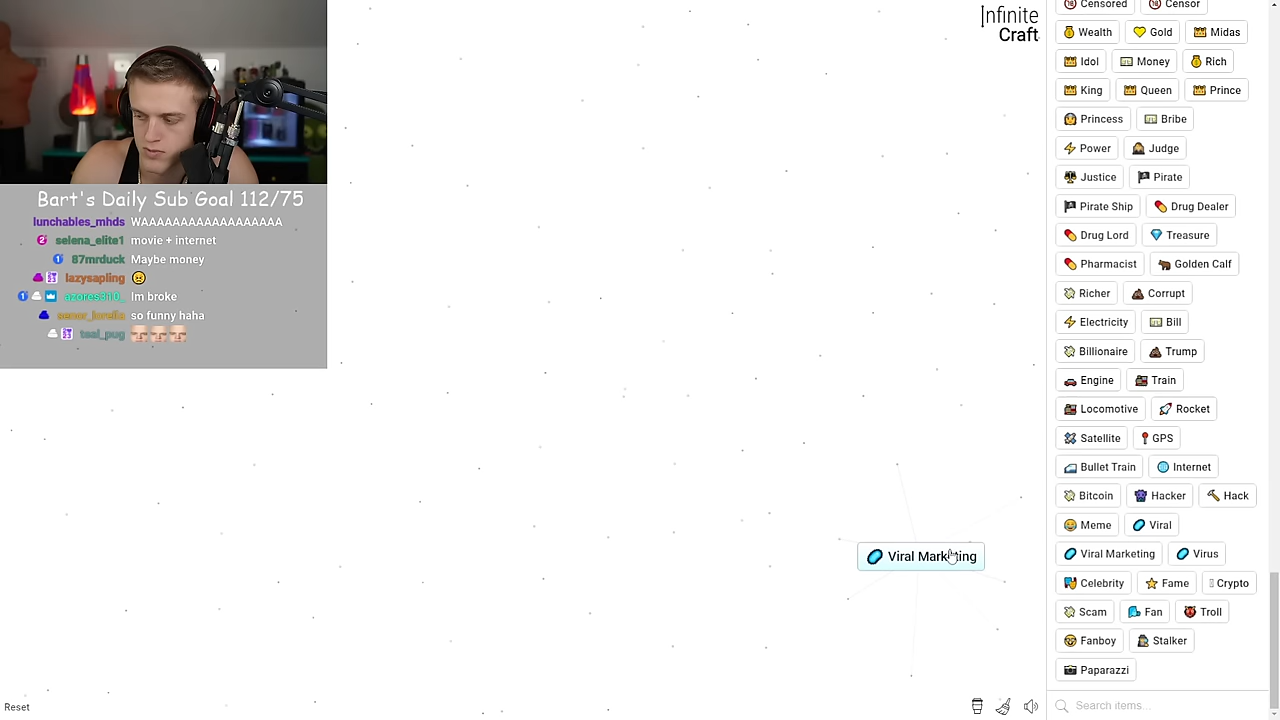 Infinite
Craft
Bart's Daily Sub Goal 112/75
lunchables_mhds WAAAAAAAAAAAAAAAAAA
selena_elite1 movie + internet
87mrduck Maybe money
lazysapling
azores310_ Im broke
senor_lorelia so funny haha
teal_pug
Viral Marketing
Reset
Censored Censor
Wealth Gold Midas
Idol Money Rich
King Queen Prince
Princess Bribe
Power Judge
Justice Pirate
Pirate Ship Drug Dealer
Drug Lord Treasure
Pharmacist Golden Calf
Richer Corrupt
Electricity Bill
Billionaire Trump
Engine Train
Locomotive Rocket
Satellite GPS
Bullet Train Internet
Bitcoin Hacker Hack
Meme Viral
Viral Marketing Virus
Celebrity Fame Crypto
Scam Fan Troll
Fanboy Stalker
Paparazzi
Search items...